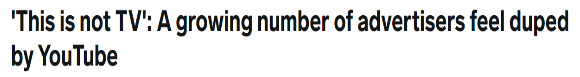 'This is not TV': A growing number of advertisers feel duped
by YouTube